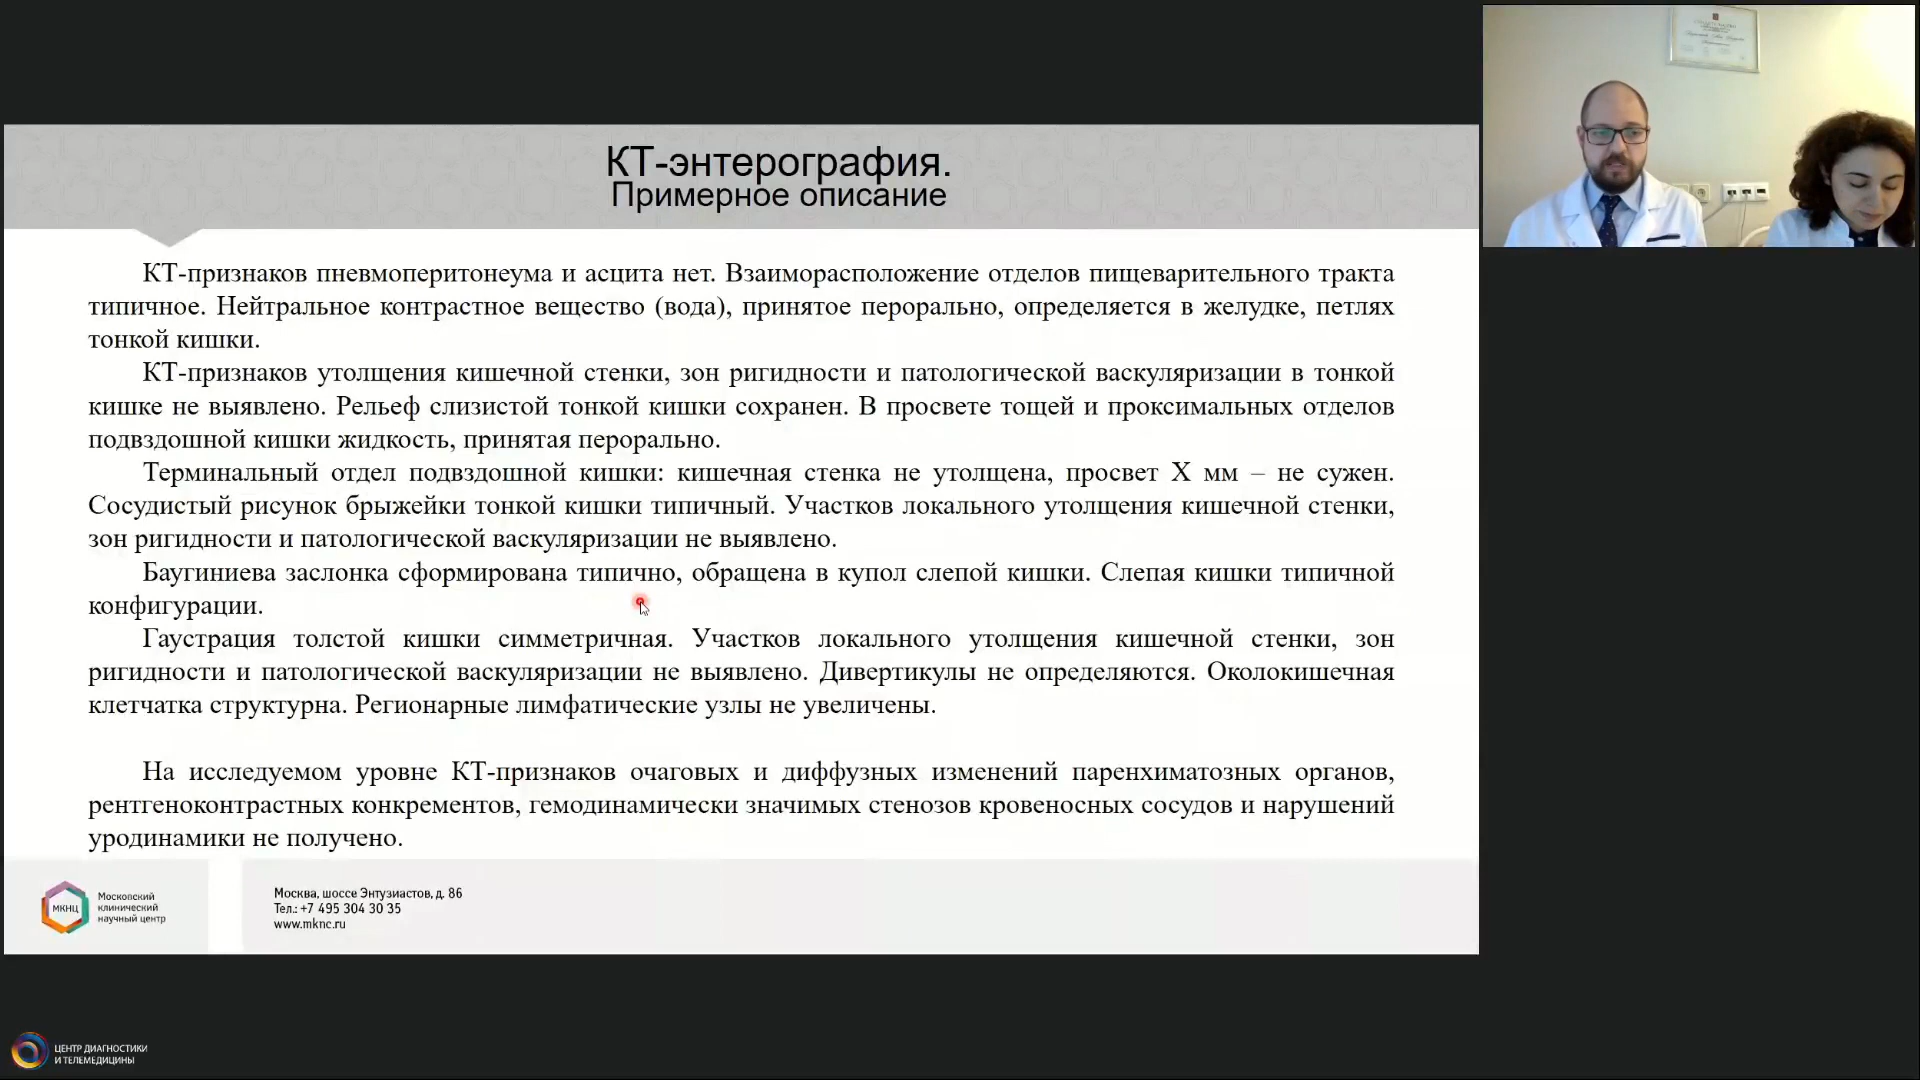 КТ-энтерография.
Примерное описание
КТ-признаков пневмоперитонеума и асцита нет. Взаиморасположение отделов пищеварительного тракта
типичное. Нейтральное контрастное вещество (вода), принятое перорально, определяется в желудке, петлях
тонкой кишки.
КТ-признаков утолщения кишечной стенки, зон ригидности и патологической васкуляризации в тонкой
кишке не выявлено. Рельеф слизистой тонкой кишки сохранен. В просвете тощей и проксимальных отделов
подвздошной кишки жидкость, принятая перорально.
Терминальный отдел подвздошной кишки: кишечная стенка не утолщена, просвет X мм – не сужен.
Сосудистый рисунок брыжейки тонкой кишки типичный. Участков локального утолщения кишечной стенки,
зон ригидности и патологической васкуляризации не выявлено.
Баугиниева заслонка сформирована типично, обращена в купол слепой кишки. Слепая кишки типичной
конфигурации.
Гаустрация толстой кишки симметричная. Участков локального утолщения кишечной стенки, зон
ригидности и патологической васкуляризации не выявлено. Дивертикулы не определяются. Околокишечная
клетчатка структурна. Регионарные лимфатические узлы не увеличены.
На исследуемом уровне КТ-признаков очаговых и диффузных изменений паренхиматозных органов,
рентгеноконтрастных конкрементов, гемодинамически значимых стенозов кровеносных сосудов и нарушений
уродинамики не получено.
МКНЦ
Московский
клинический
научный центр
Москва, шоссе Энтузиастов, д. 86
Тел.: +7 495 304 30 35
www.mknc.ru
ЦЕНТР ДИАГНОСТИКИ
И ТЕЛЕМЕДИЦИНЫ